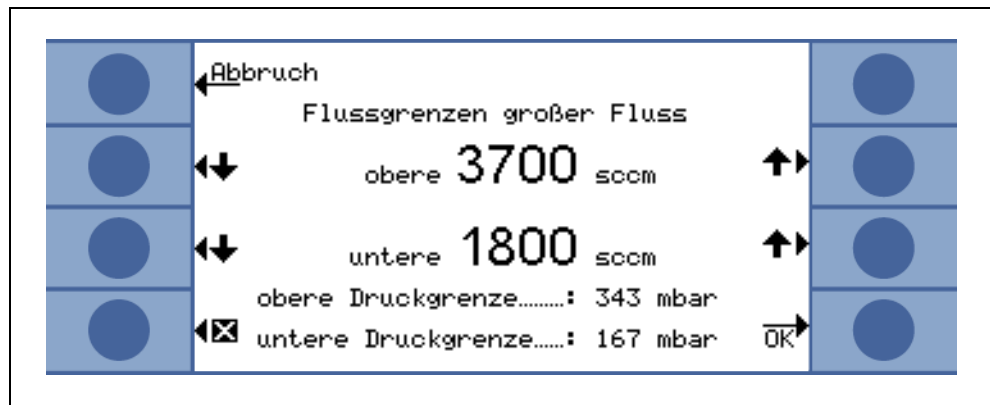 Abbruch
Flussgrenzen großer Fluss
obere 3700 sccm
untere 1800 sccm
obere Druckgrenze........: 343 mbar
untere Druckgrenze.....: 167 mbar
OK